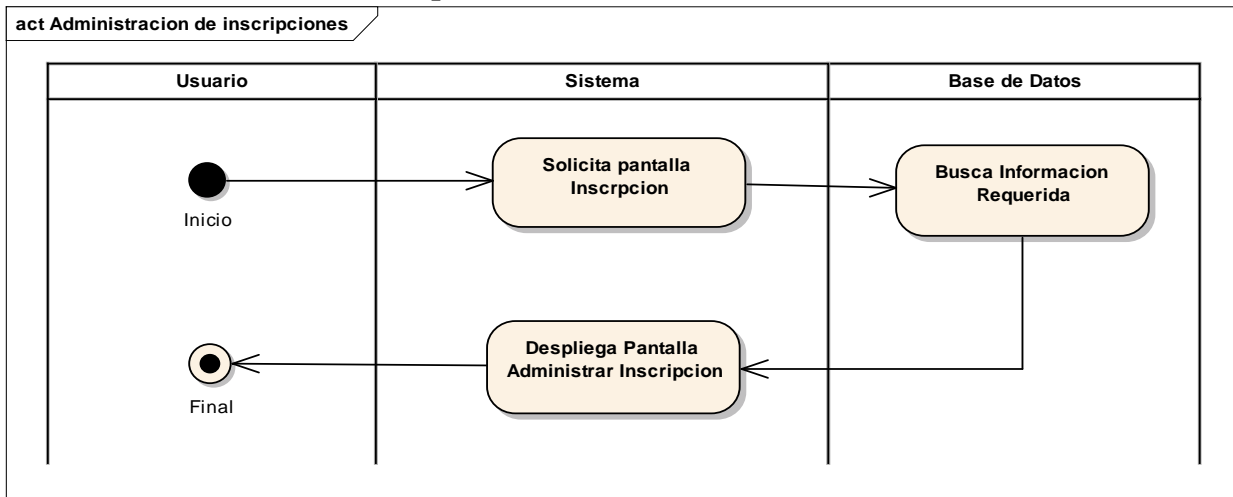 act Administracion de inscripciones
Usuario
Sistema
Base de Datos
Solicita pantalla
Inscrpcion
Busca Informacion
Requerida
Inicio
Despliega Pantalla
Administrar Inscripcion
Final